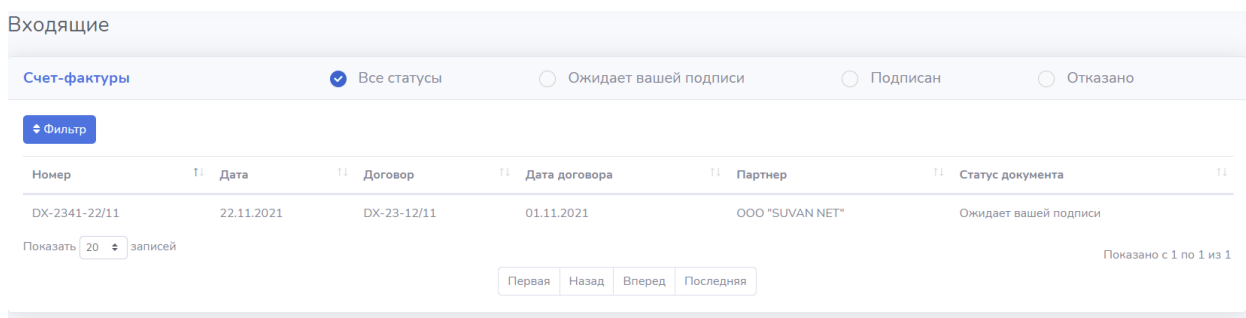 Входящие
Счет-фактуры Все статусы Ожидает вашей подписи Подписан Отказано
Фильтр
Номер Дата Договор Дата договора Партнер Статус документа
DX-2341-22/11 22.11.2021 DX-23-12/11 01.11.2021 ООО "SUVAN NET" Ожидает вашей подписи
Показать 20 записей
Показано с 1 по 1 из 1
Первая Назад Вперед Последняя